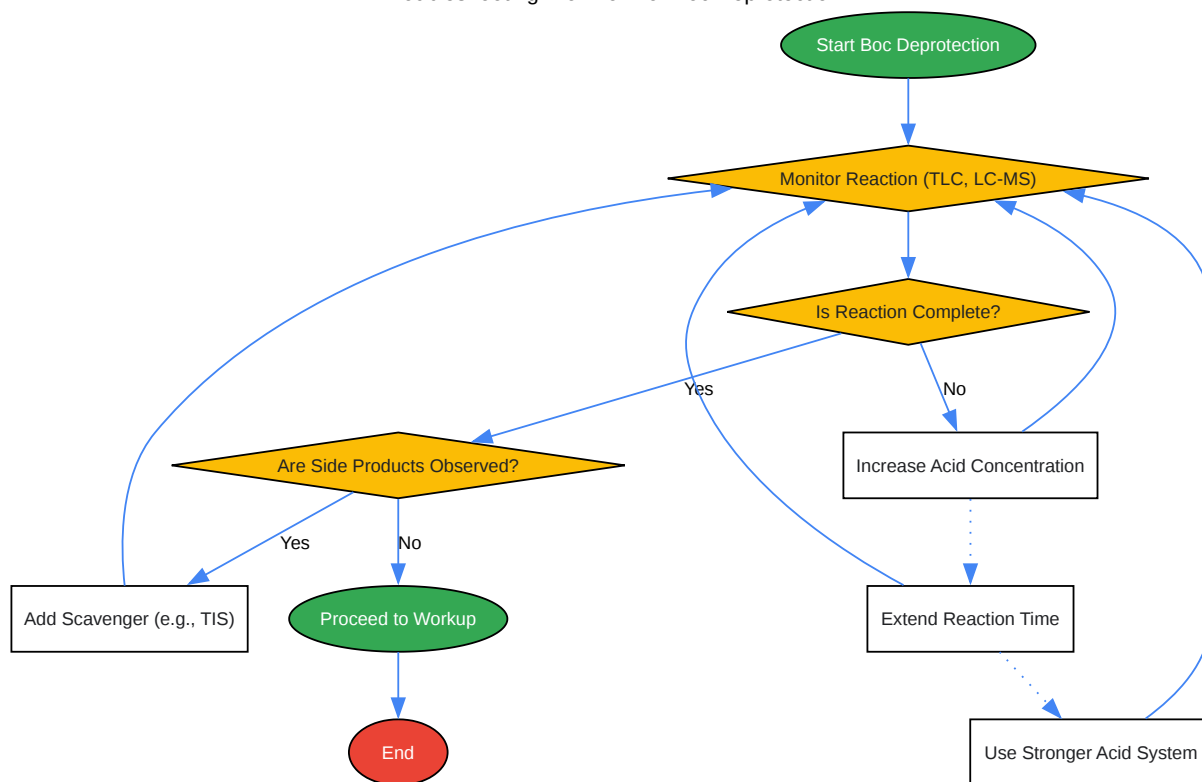 Start Boc Deprotection
Monitor Reaction (TLC, LC-MS)
Is Reaction Complete?
Yes
No
Are Side Products Observed?
Increase Acid Concentration
Yes
No
Add Scavenger (e.g., TIS)
Proceed to Workup
Extend Reaction Time
End
Use Stronger Acid System